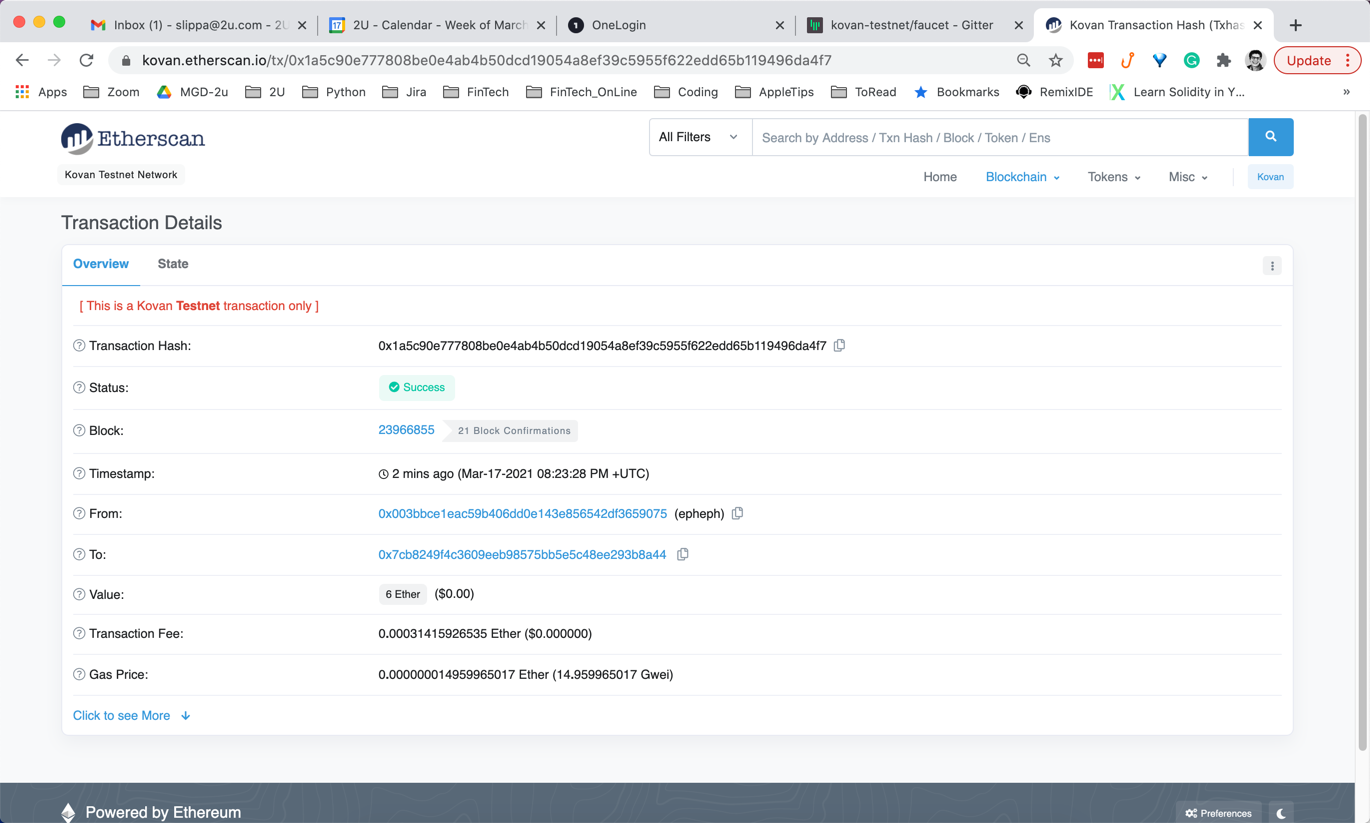 Inbox (1) - slippa@2u.com - 2U
2U - Calendar - Week of March
OneLogin
kovan-testnet/faucet - Gitter
Kovan Transaction Hash (Txhas
kovan.etherscan.io/tx/0x1a5c90e777808be0e4ab4b50dcd19054a8ef39c5955f622edd65b119496da4f7
Update
Apps Zoom MGD-2u 2U Python Jira FinTech FinTech_OnLine Coding AppleTips ToRead Bookmarks RemixIDE Learn Solidity in Y... »
Etherscan
All Filters
Search by Address / Txn Hash / Block / Token / Ens
Kovan Testnet Network
Home Blockchain Tokens Misc Kovan
Transaction Details
Overview State
[ This is a Kovan Testnet transaction only ]
Transaction Hash: 0x1a5c90e777808be0e4ab4b50dcd19054a8ef39c5955f622edd65b119496da4f7
Status: Success
Block: 23966855 21 Block Confirmations
Timestamp: 2 mins ago (Mar-17-2021 08:23:28 PM +UTC)
From: 0x003bbce1eac59b406dd0e143e856542df3659075 (epheph)
To: 0x7cb8249f4c3609eeb98575bb5e5c48ee293b8a44
Value: 6 Ether ($0.00)
Transaction Fee: 0.00031415926535 Ether ($0.000000)
Gas Price: 0.000000014959965017 Ether (14.959965017 Gwei)
Click to see More
Powered by Ethereum
Preferences